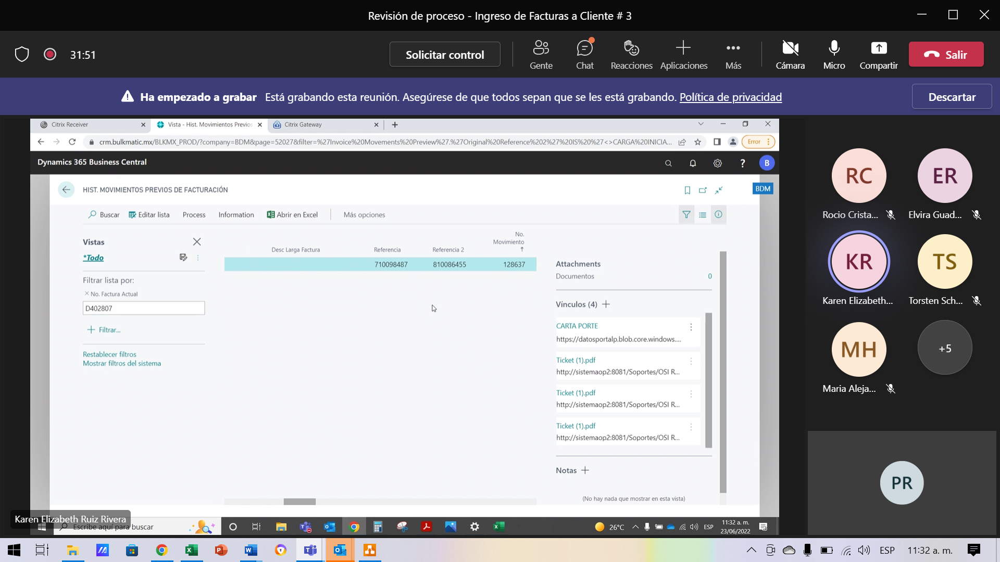 Revisión de proceso - Ingreso de Facturas a Cliente # 3
31:51
Solicitar control
Gente
Chat
Reacciones
Aplicaciones
Más
Cámara
Micro
Compartir
Salir
Ha empezado a grabar Está grabando esta reunión. Asegúrese de que todos sepan que se les está grabando. Política de privacidad
Descartar
Citrix Receiver
Vista - Hist. Movimientos Previos
Citrix Gateway
crm.bulkmatic.mx/BLKMX_PROD/?company=BDM&page=52027&filter=%27Invoice%20Movements%20Preview%27.%27Original%20Reference%202%27%20IS%20%27<>CARGA%20INICIA...
Error
Dynamics 365 Business Central
?
B
HIST. MOVIMIENTOS PREVIOS DE FACTURACIÓN
BDM
Buscar
Editar lista
Process
Information
Abrir en Excel
Más opciones
Vistas
*Todo
Filtrar lista por:
No. Factura Actual
D402807
Filtrar...
Restablecer filtros
Mostrar filtros del sistema
Desc Larga Factura
Referencia
Referencia 2
No.
Movimiento
710098487
810086455
128637
Attachments
Documentos 0
Vínculos (4)
CARTA PORTE
https://datosportalp.blob.core.windows....
Ticket (1).pdf
http://sistemaop2:8081/Soportes/OSI R...
Ticket (1).pdf
http://sistemaop2:8081/Soportes/OSI R...
Ticket (1).pdf
http://sistemaop2:8081/Soportes/OSI R...
Notas
(No hay nada que mostrar en esta vista)
RC
Rocio Crista...
ER
Elvira Guad...
KR
Karen Elizabeth...
TS
Torsten Sch...
MH
Maria Aleja...
+5
PR
Karen Elizabeth Ruiz Rivera
Escribe aquí para buscar
26°C
ESP
11:32 a. m.
23/06/2022
ESP
11:32 a. m.